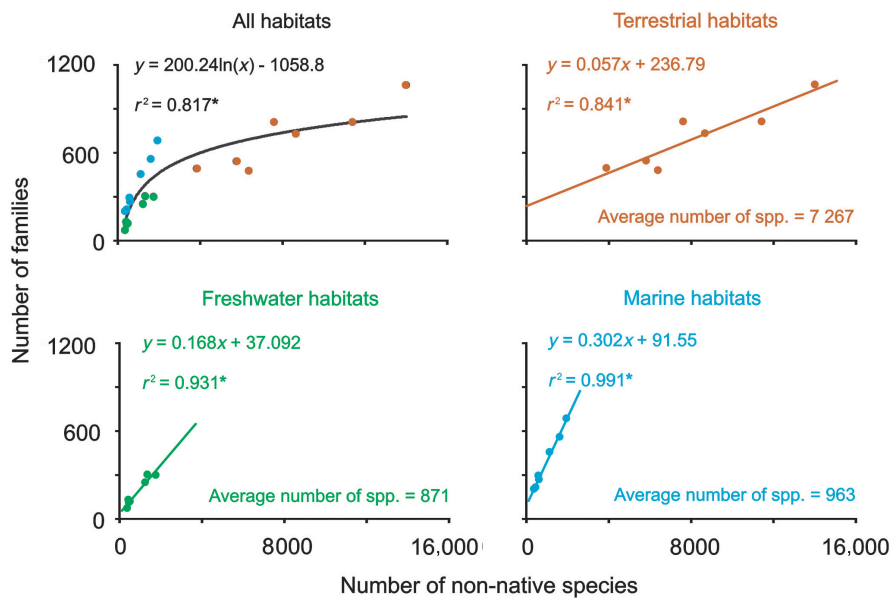 All habitats
y = 200.24ln(x) - 1058.8
r² = 0.817*
1200
600
0
Terrestrial habitats
y = 0.057x + 236.79
r² = 0.841*
Average number of spp. = 7 267
Number of families
Freshwater habitats
y = 0.168x + 37.092
r² = 0.931*
Average number of spp. = 871
1200
600
0
0 8000 16,000
Marine habitats
y = 0.302x + 91.55
r² = 0.991*
Average number of spp. = 963
0 8000 16 000
Number of non-native species